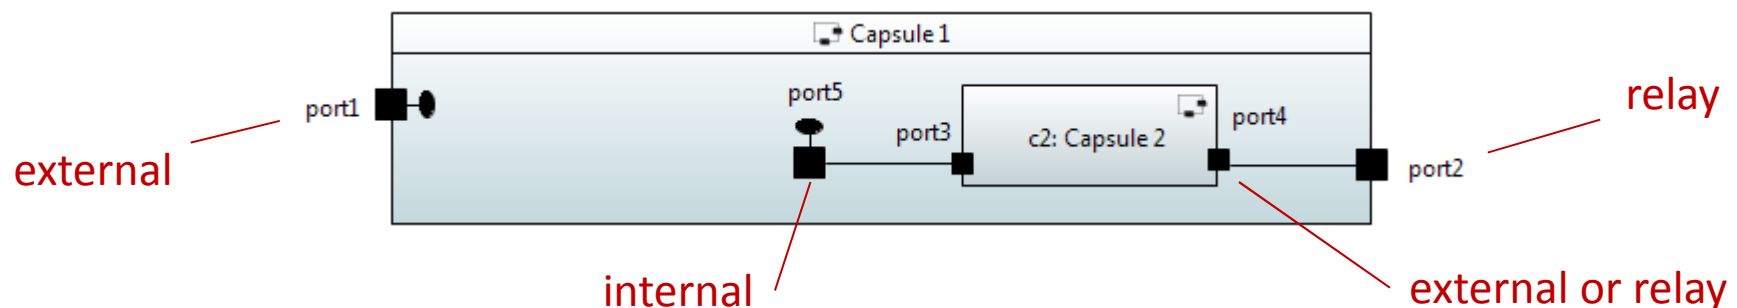 Capsule 1
port1
external
port5
port3
c2: Capsule 2
port4
relay
port2
internal
external or relay